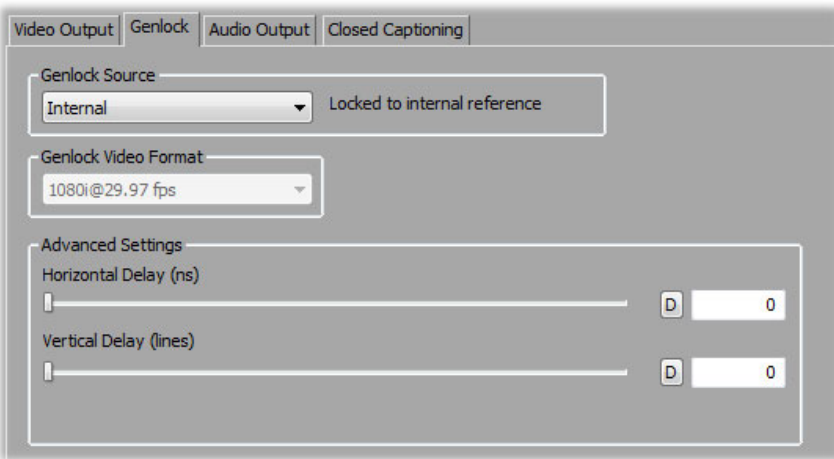 Video Output Genlock Audio Output Closed Captioning
Genlock Source
Internal Locked to internal reference
Genlock Video Format
1080i@29.97 fps
Advanced Settings
Horizontal Delay (ns)
D 0
Vertical Delay (lines)
D 0